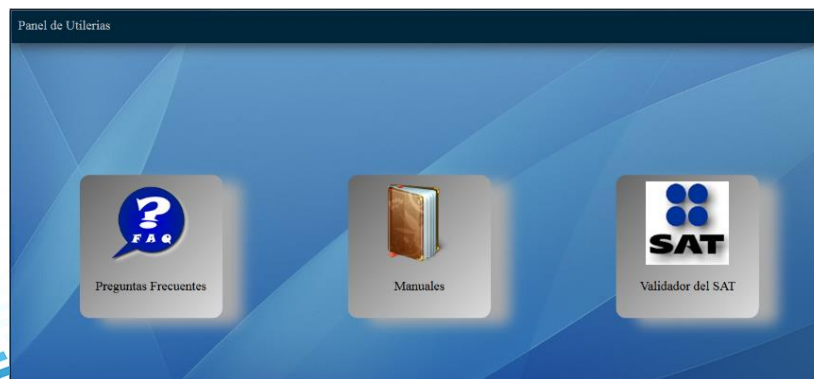 Panel de Utilerias
FAQ
Preguntas Frecuentes
Manuales
SAT
Validador del SAT